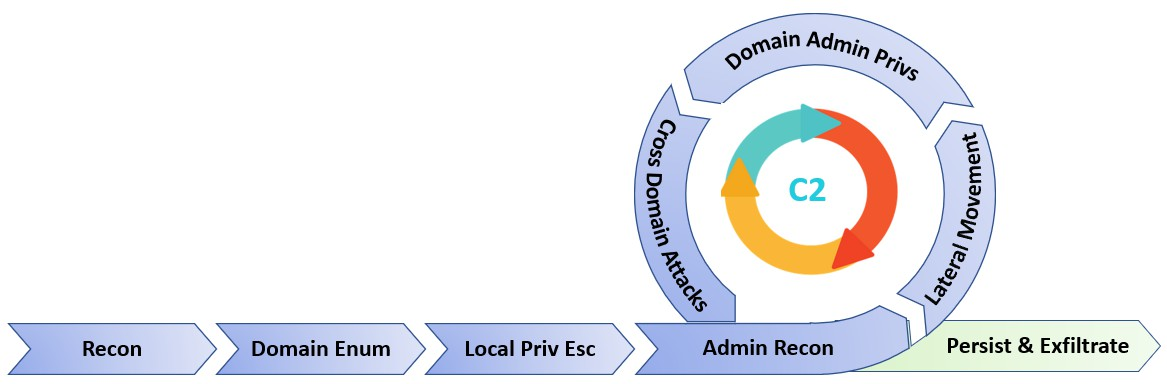 Recon
Domain Enum
Local Priv Esc
Admin Recon
Lateral Movement
Domain Admin Privs
Cross Domain Attacks
C2
Persist & Exfiltrate